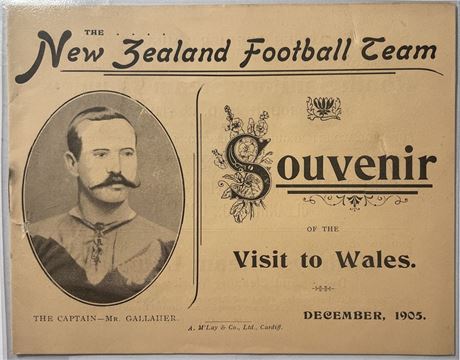 THE . . . . .
New Zealand Football Team
Souvenir
OF THE
Visit to Wales.
DECEMBER, 1905.
THE CAPTAIN—MR. GALLAHER.
A. M'Lay & Co., Ltd., Cardiff.